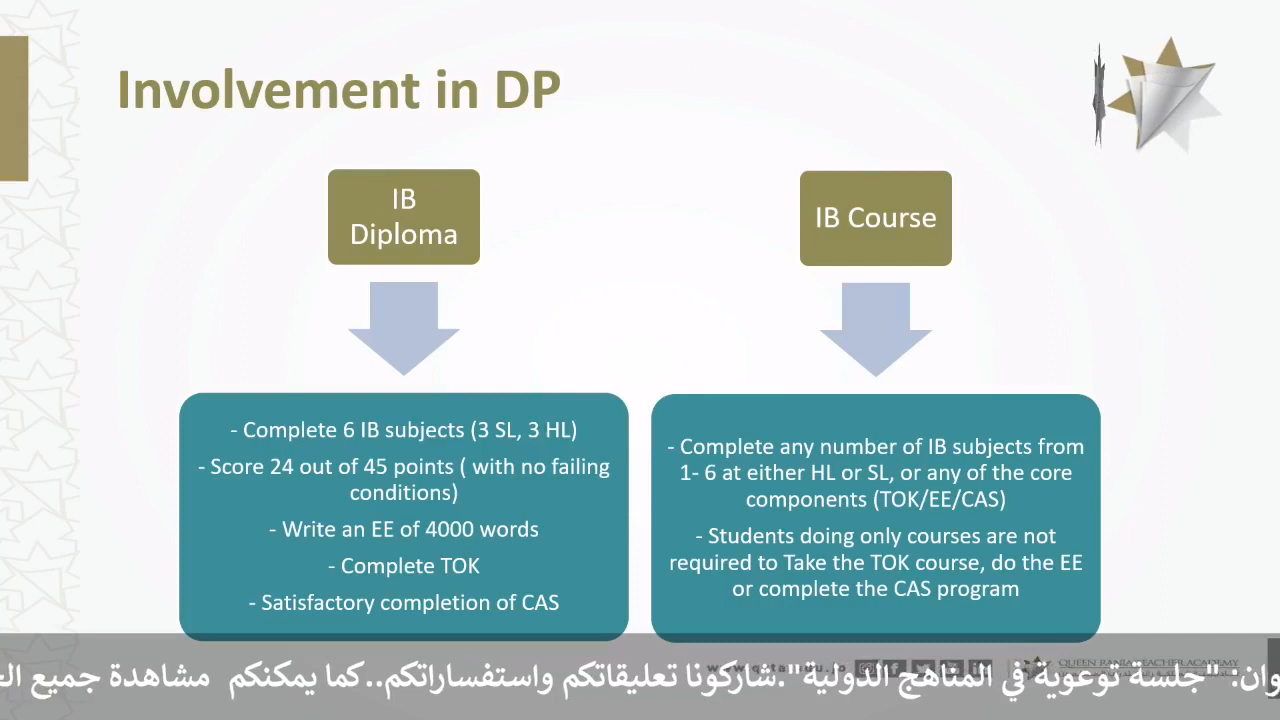 Involvement in DP
IB
Diploma
- Complete 6 IB subjects (3 SL, 3 HL)
- Score 24 out of 45 points ( with no failing
conditions)
- Write an EE of 4000 words
- Complete TOK
- Satisfactory completion of CAS
IB Course
- Complete any number of IB subjects from
1- 6 at either HL or SL, or any of the core
components (TOK/EE/CAS)
- Students doing only courses are not
required to Take the TOK course, do the EE
or complete the CAS program
"جلسة توعوية في المناهج الدولية".شاركونا تعليقاتكم واستفساراتكم..كما يمكنكم مشاهدة جميع
QUEEN RANIA TEACHER ACADEMY